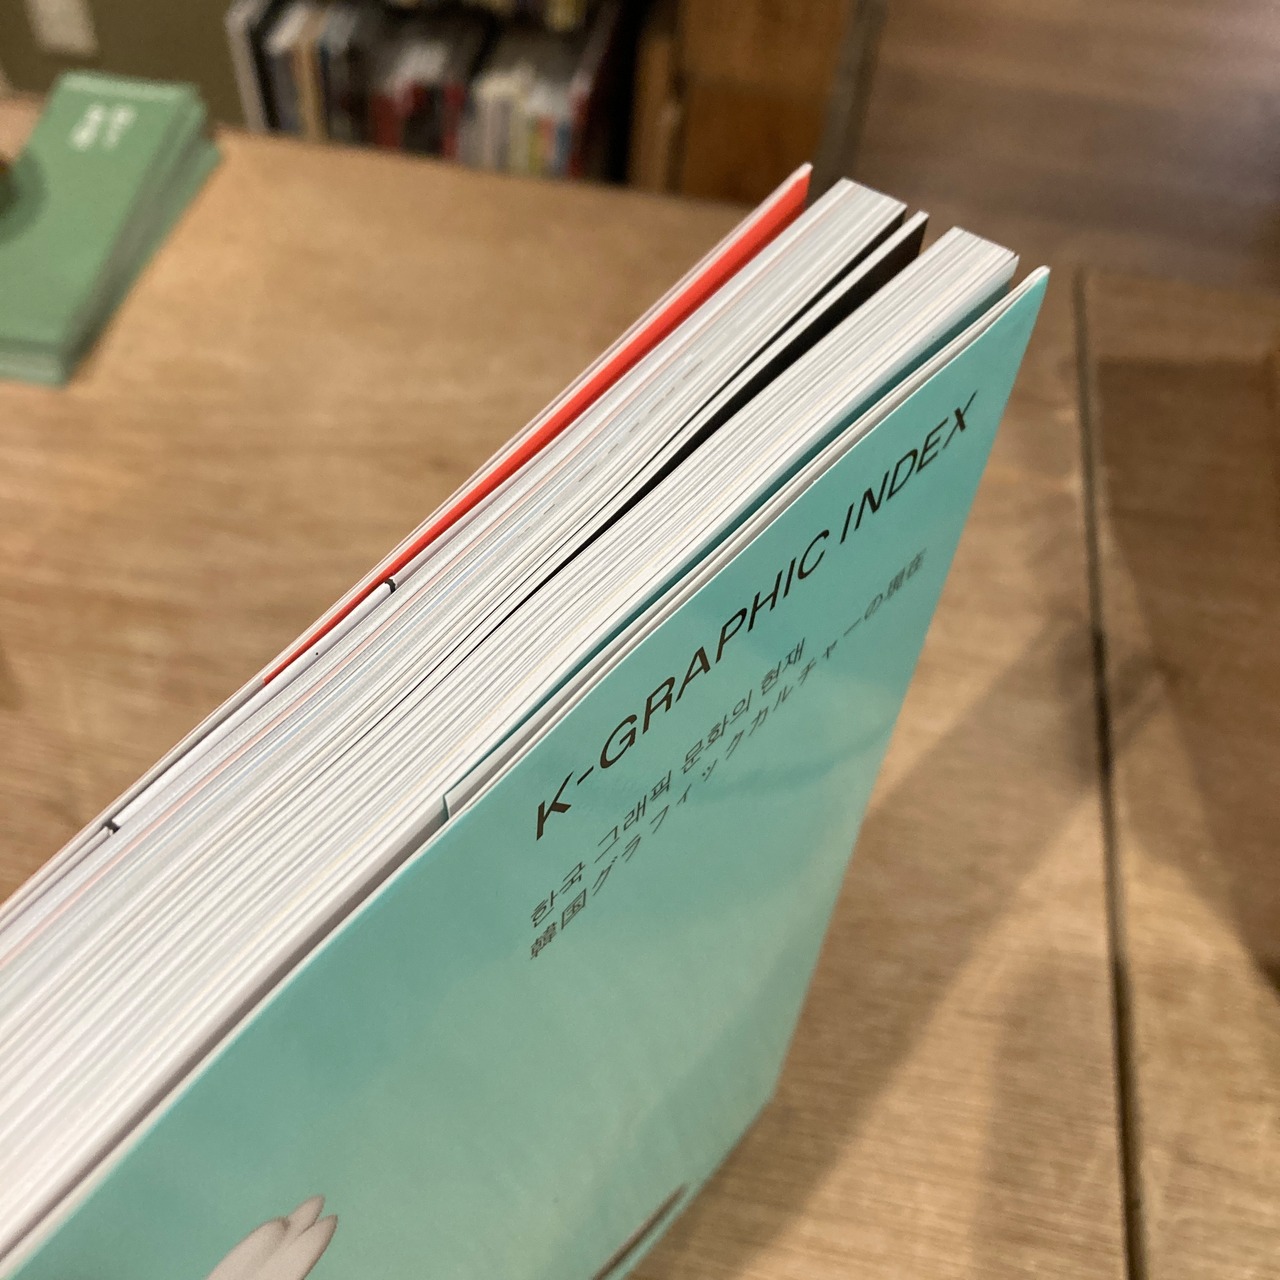 K-GRAPHIC INDEX
한국 그래픽 문화의 현재
韓国グラフィックカルチャーの現在